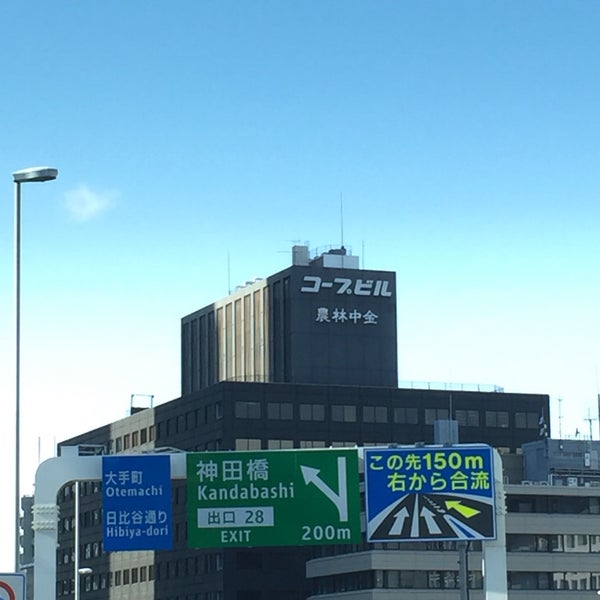 コープビル
農林中金
大手町
Otemachi
日比谷通り
Hibiya-dori
神田橋
Kandabashi
出口 28
EXIT
200m
この先150m
右から合流